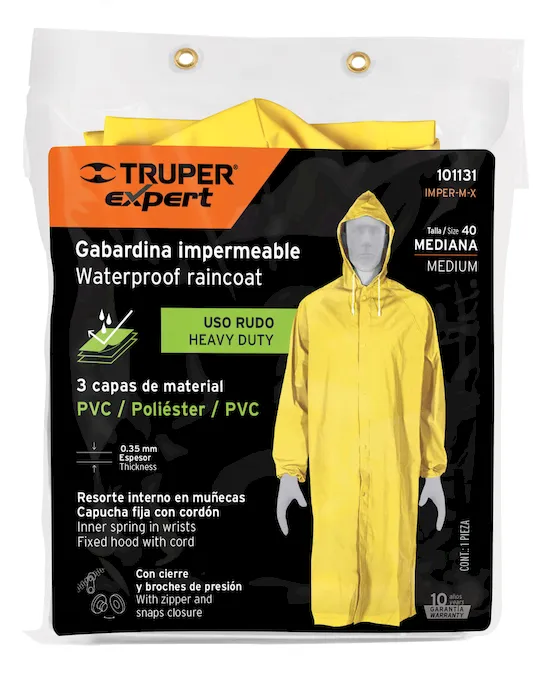 TRUPER®
expert
101131
IMPER-M-X
Talla / Size 40
MEDIANA
MEDIUM
Gabardina impermeable
Waterproof raincoat
USO RUDO
HEAVY DUTY
3 capas de material
PVC / Poliéster / PVC
0.35 mm
Espesor
Thickness
Resorte interno en muñecas
Capucha fija con cordón
Inner spring in wrists
Fixed hood with cord
Con cierre
y broches de presión
With zipper and
snaps closure
CONT.: 1 PIEZA
10 años
years
GARANTÍA
WARRANTY